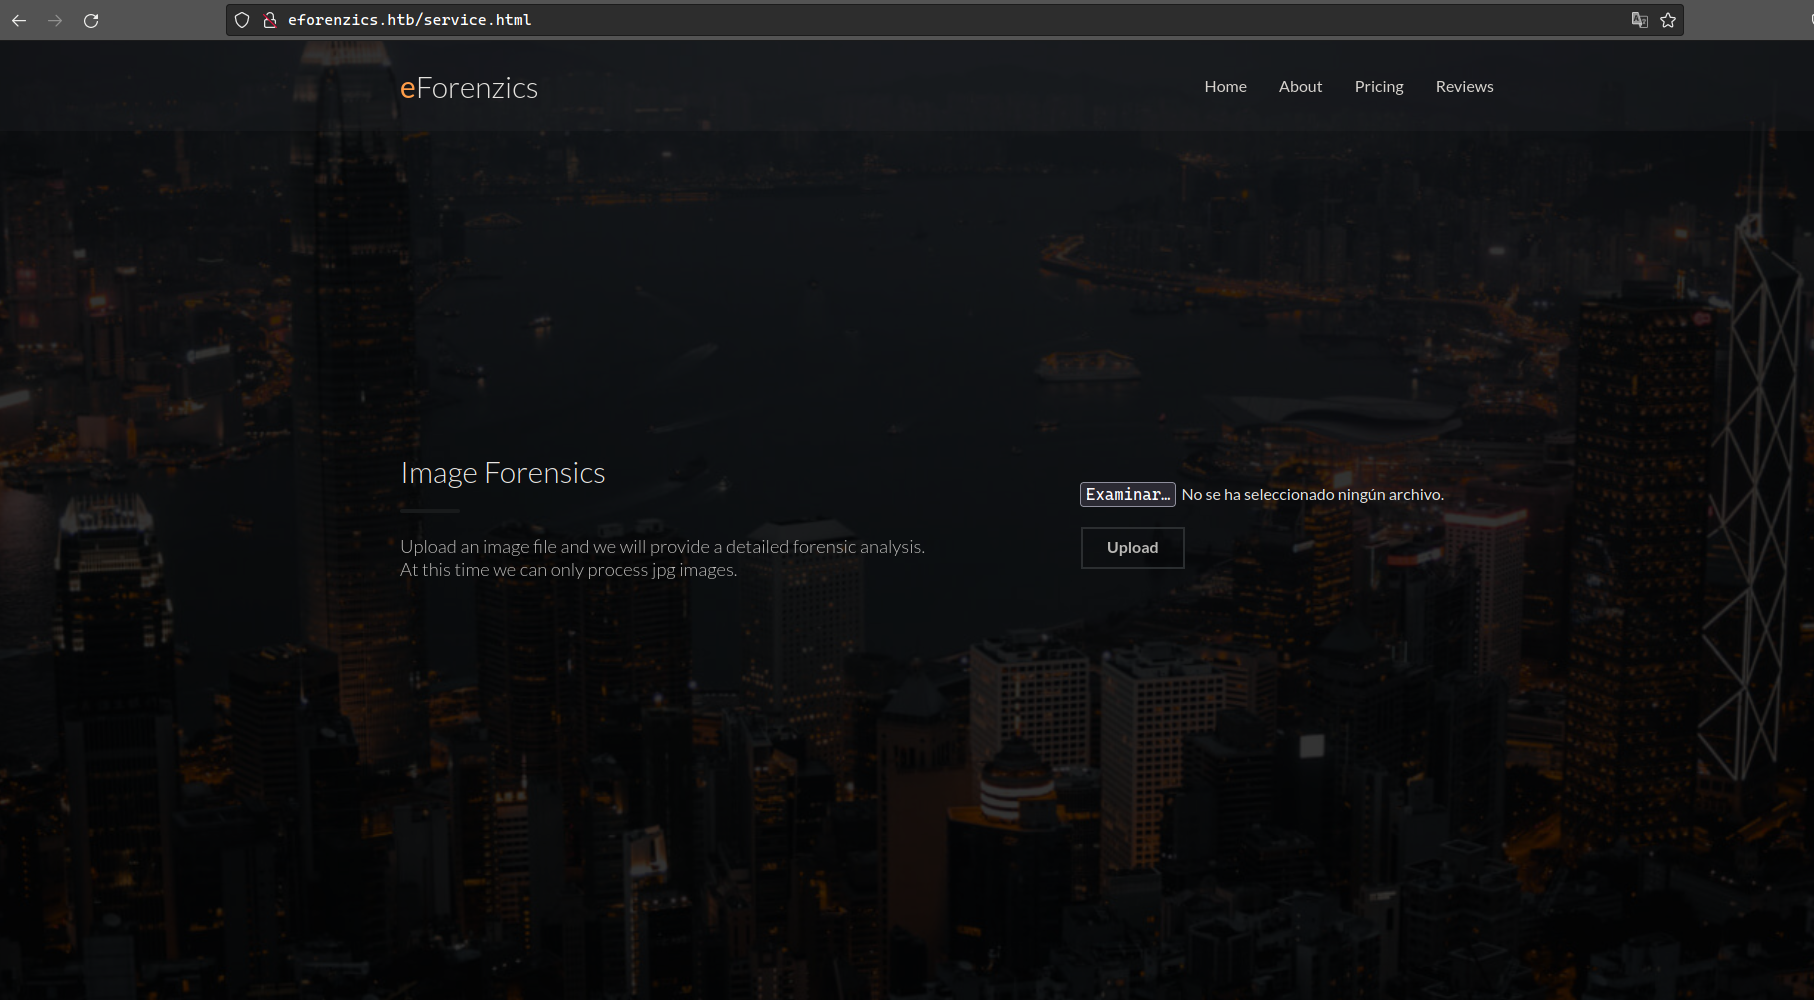 eforenzics.htb/service.html
eForenzics
Home About Pricing Reviews
Image Forensics
Upload an image file and we will provide a detailed forensic analysis.
At this time we can only process jpg images.
Examinar… No se ha seleccionado ningún archivo.
Upload